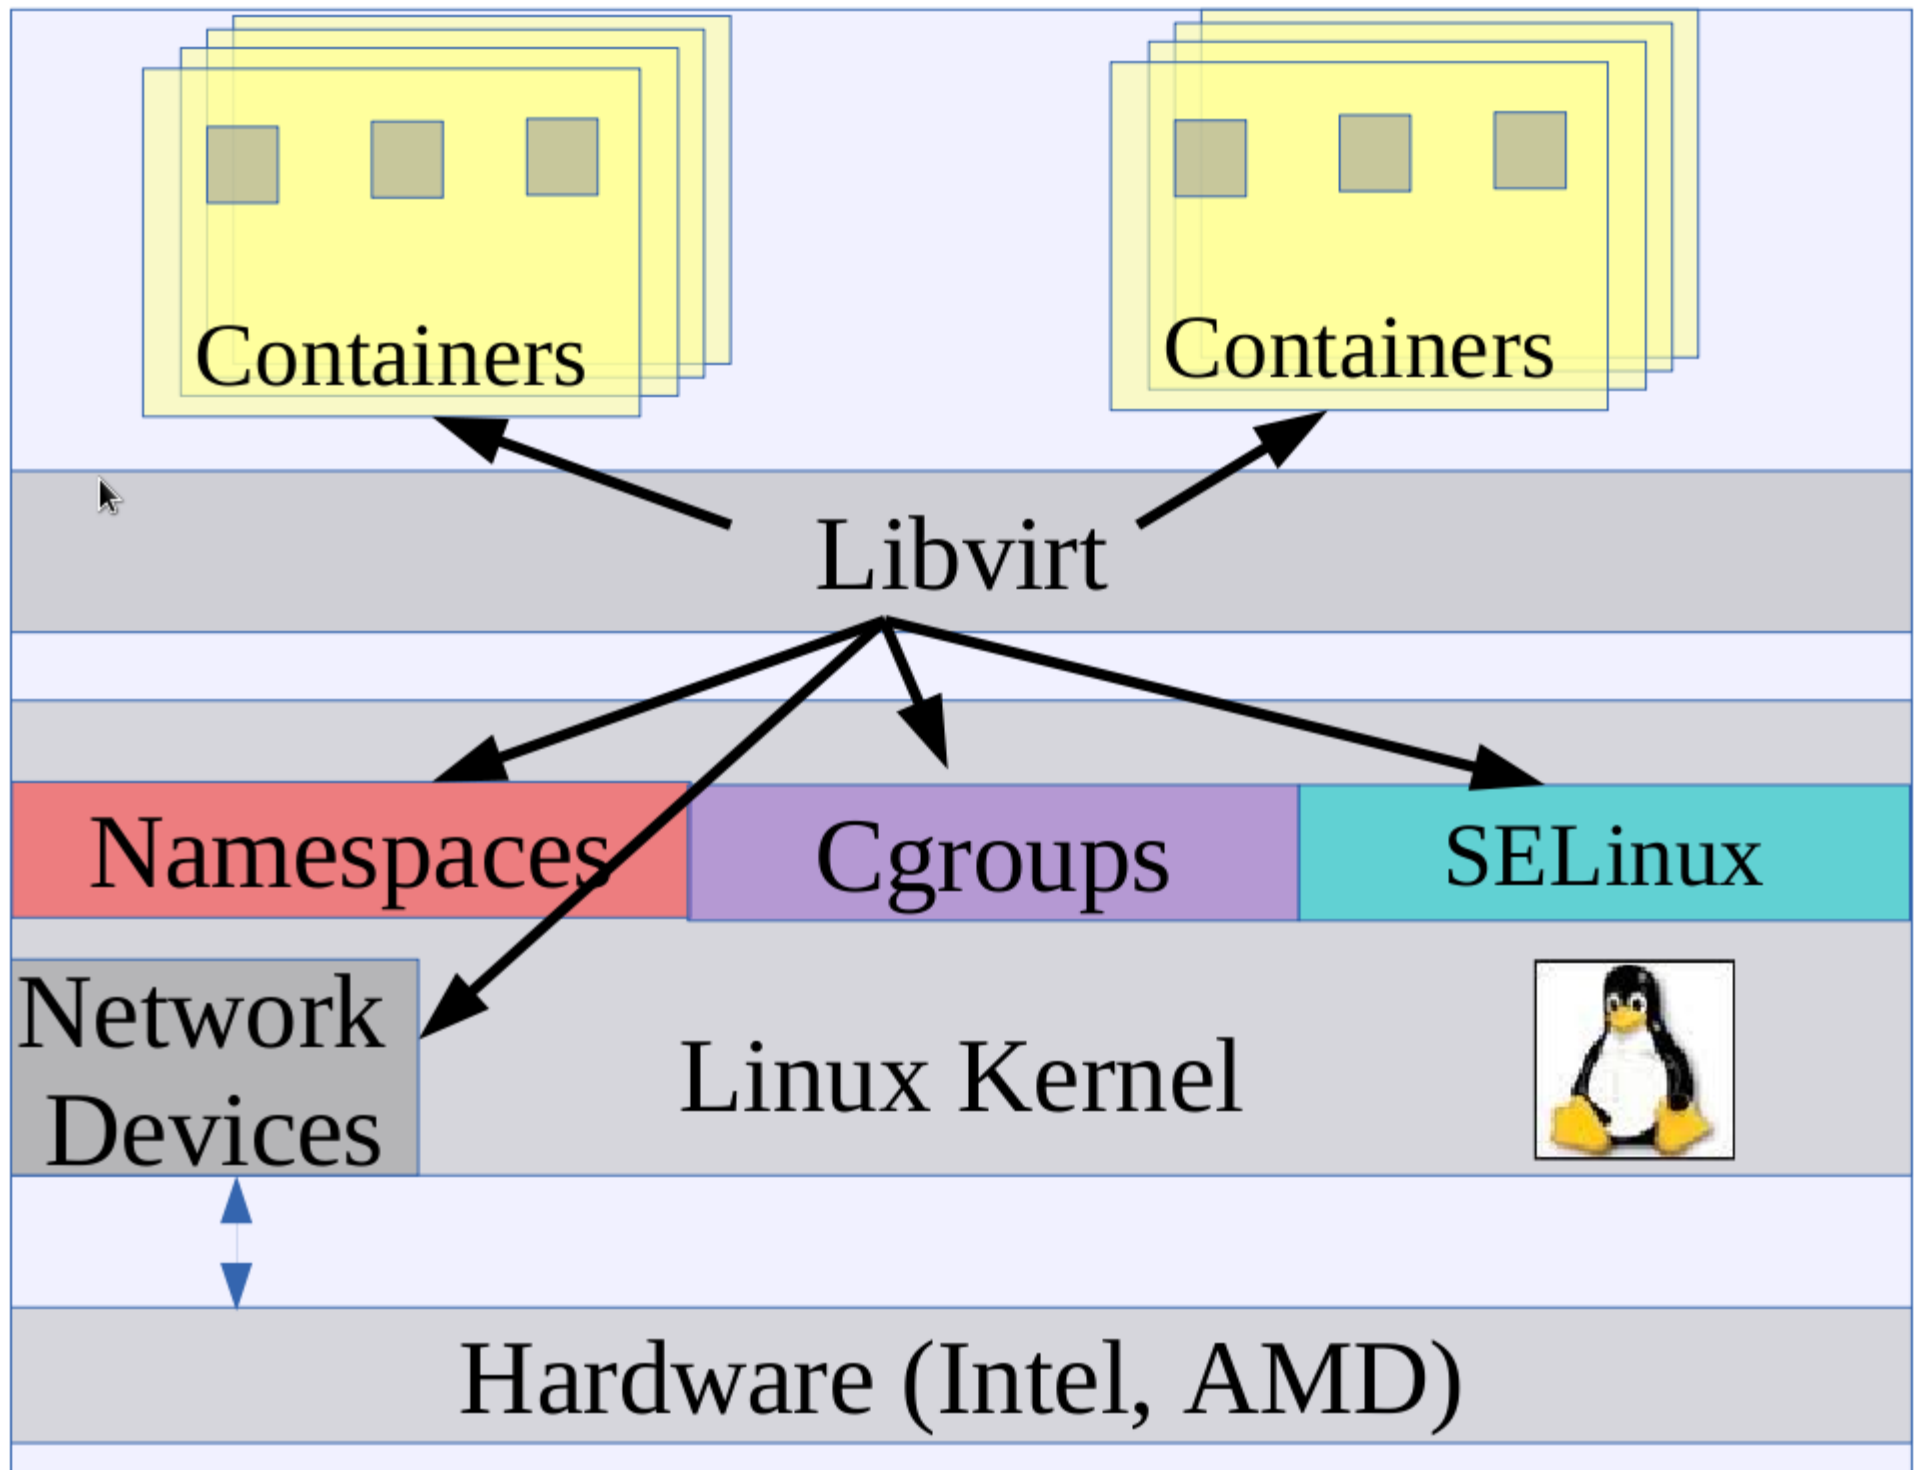 Containers
Containers
Libvirt
Namespaces
Cgroups
SELinux
Network
Devices
Linux Kernel
Hardware (Intel, AMD)